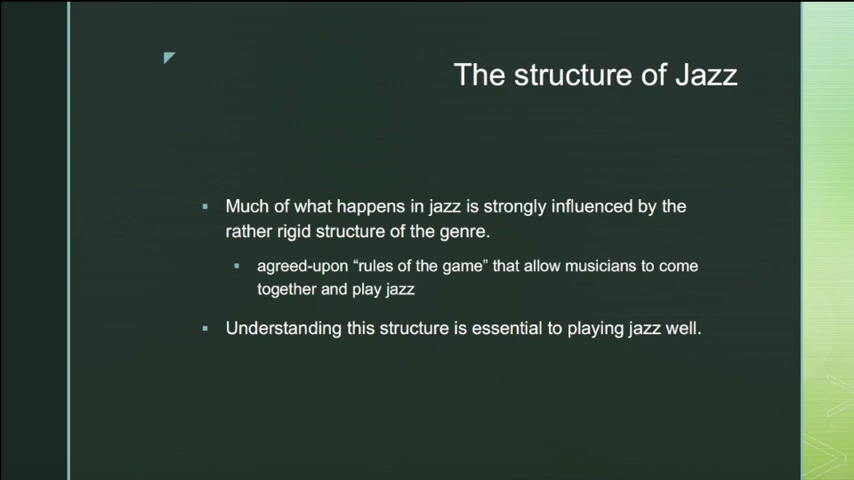 The structure of Jazz
Much of what happens in jazz is strongly influenced by the
rather rigid structure of the genre.
agreed-upon “rules of the game” that allow musicians to come
together and play jazz
Understanding this structure is essential to playing jazz well.